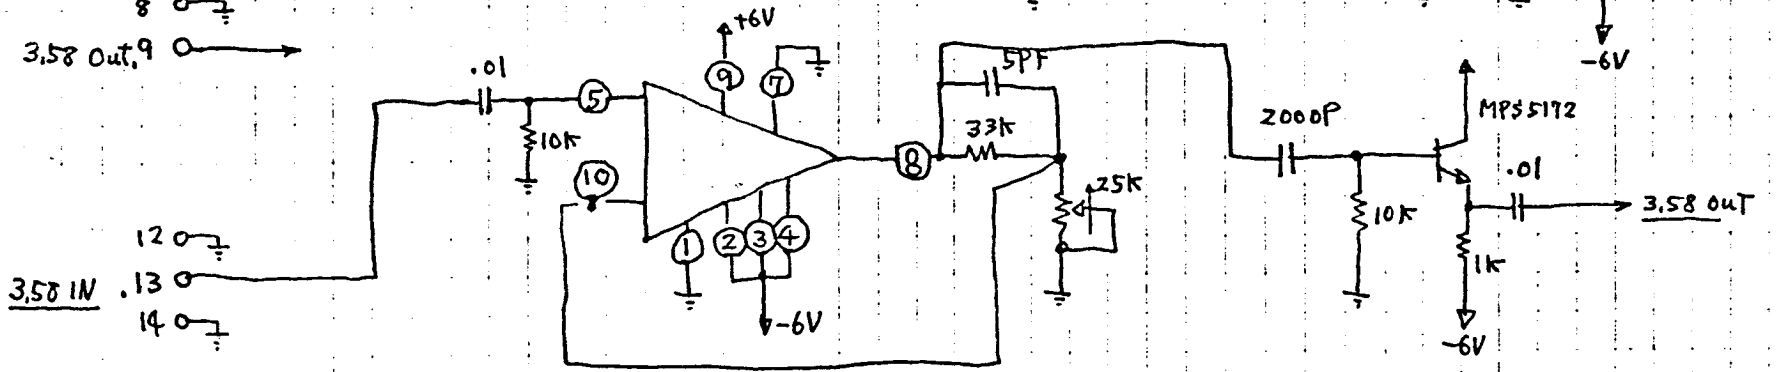 8
+6V
3.58 Out. 9
.01
9
7
5PF
-6V
5
2000P
MPS5172
10K
33K
8
10
25K
.01
3.58 OUT
10K
12
1
2
3
4
1K
3.58 IN .13
14
-6V
-6V